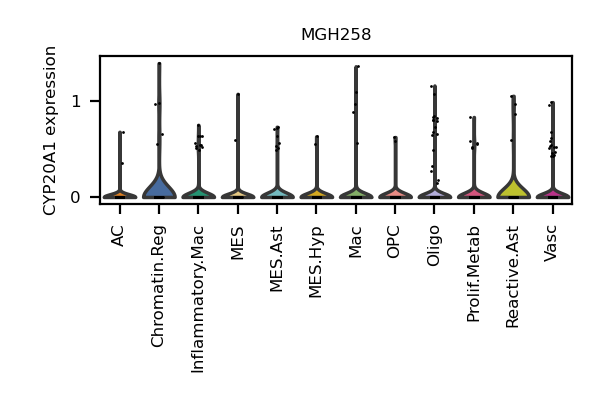 MGH258
CYP20A1 expression
1
0
AC
Chromatin.Reg
Inflammatory.Mac
MES
MES.Ast
MES.Hyp
Mac
OPC
Oligo
Prolif.Metab
Reactive.Ast
Vasc